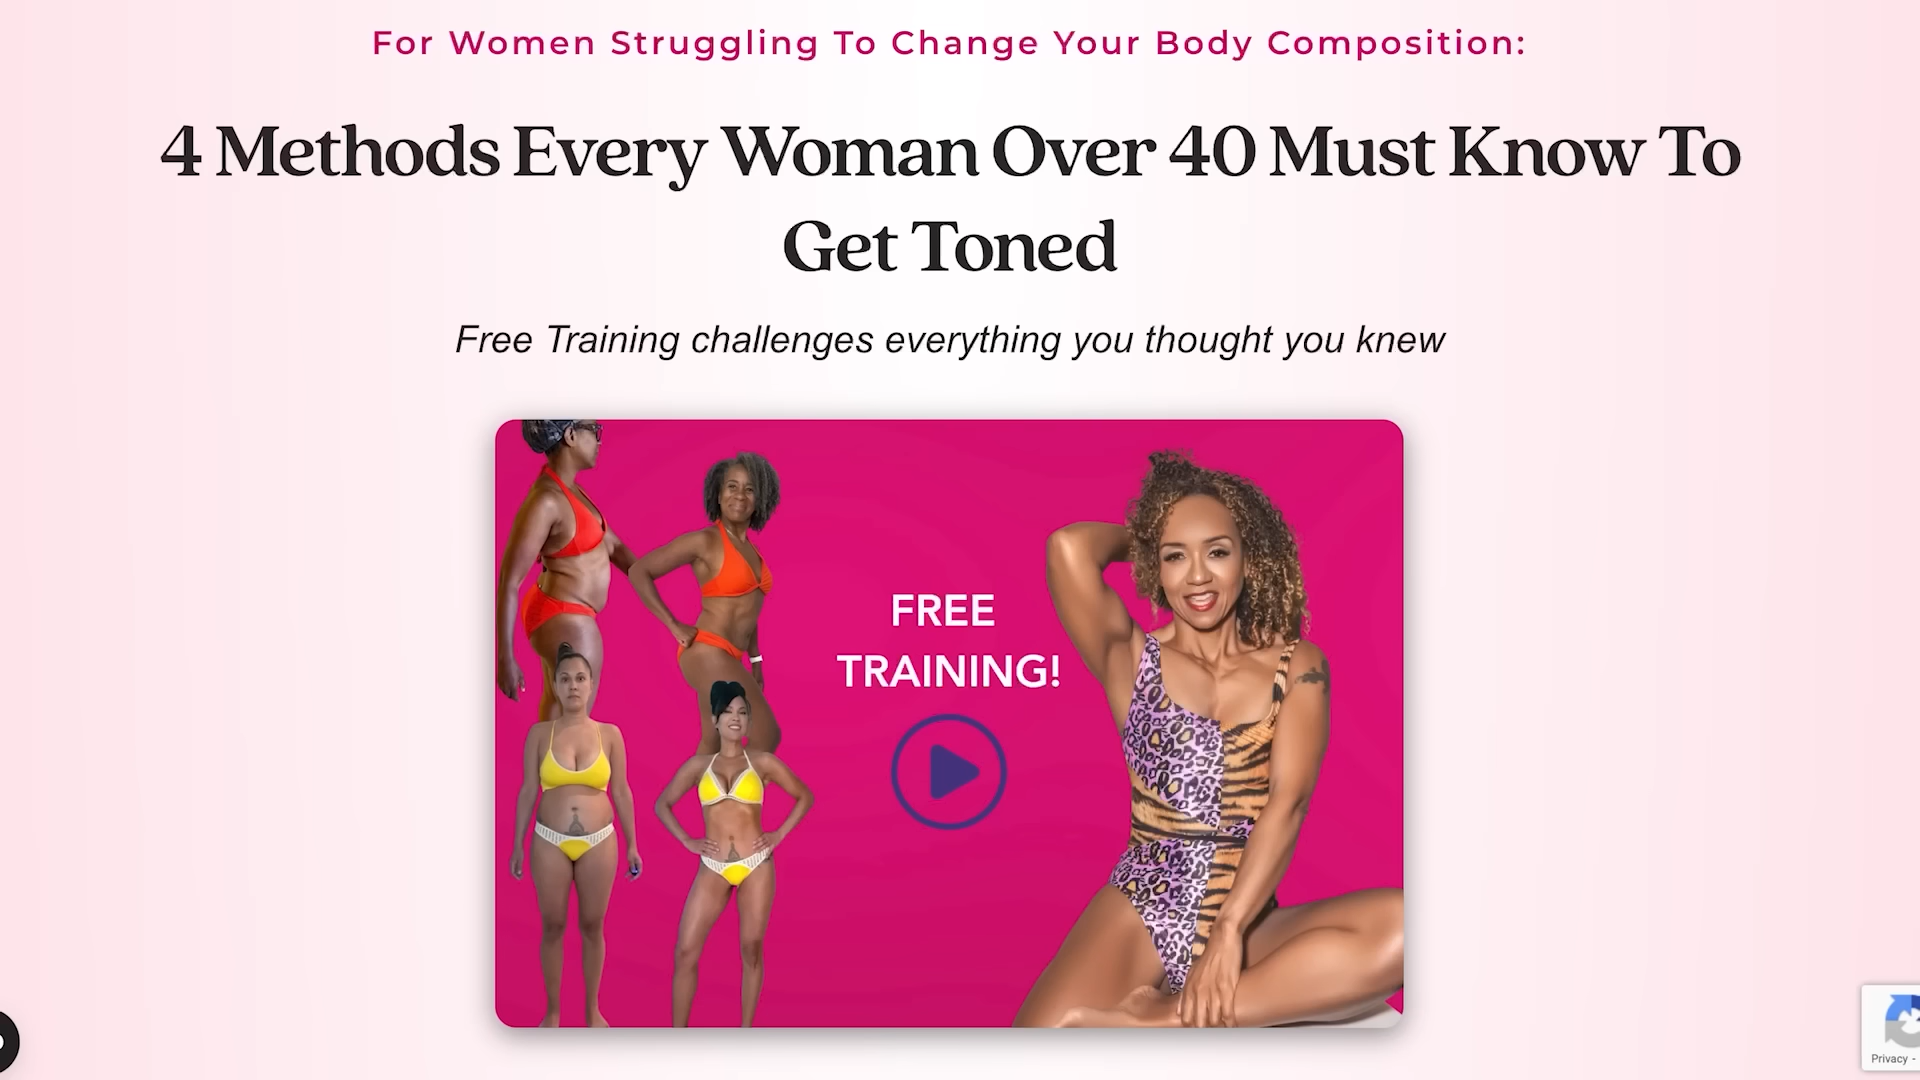 For Women Struggling To Change Your Body Composition:
4 Methods Every Woman Over 40 Must Know To
Get Toned
Free Training challenges everything you thought you knew
FREE
TRAINING!
Privacy -